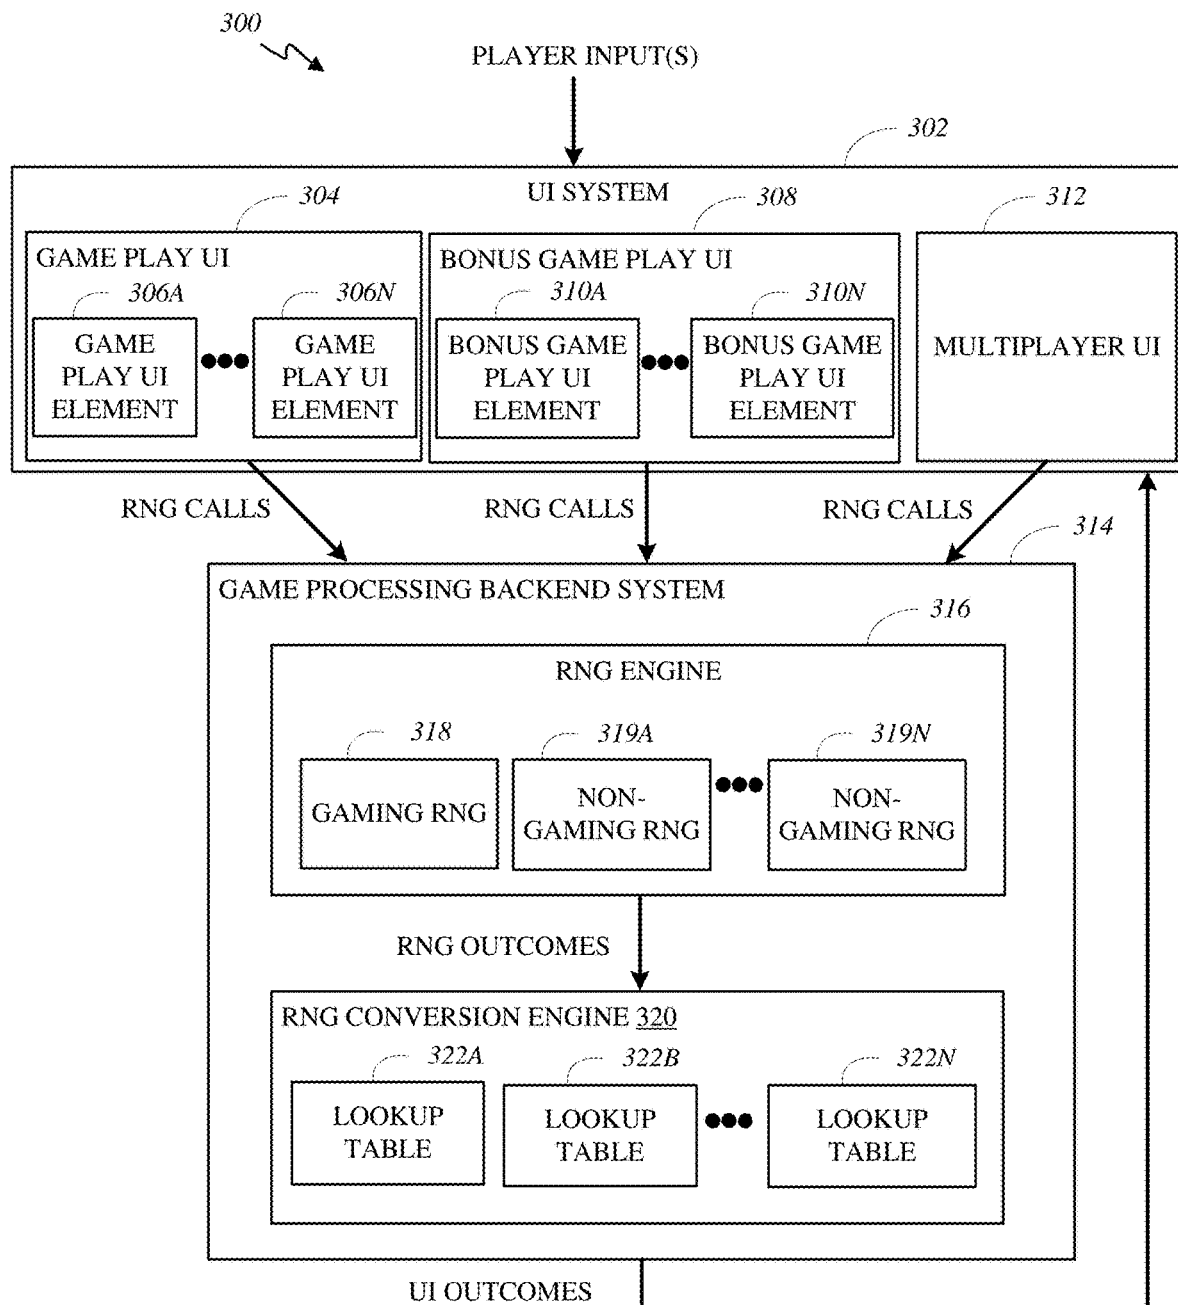 300
PLAYER INPUT(S)
302
UI SYSTEM
304
308
312
GAME PLAY UI
BONUS GAME PLAY UI
306A
306N
310A
310N
GAME
PLAY UI
ELEMENT
GAME
PLAY UI
ELEMENT
BONUS GAME
PLAY UI
ELEMENT
BONUS GAME
PLAY UI
ELEMENT
MULTIPLAYER UI
RNG CALLS
RNG CALLS
RNG CALLS
314
GAME PROCESSING BACKEND SYSTEM
316
RNG ENGINE
318
319A
319N
GAMING RNG
NON-
GAMING RNG
NON-
GAMING RNG
RNG OUTCOMES
RNG CONVERSION ENGINE 320
322A
322B
322N
LOOKUP
TABLE
LOOKUP
TABLE
LOOKUP
TABLE
UI OUTCOMES